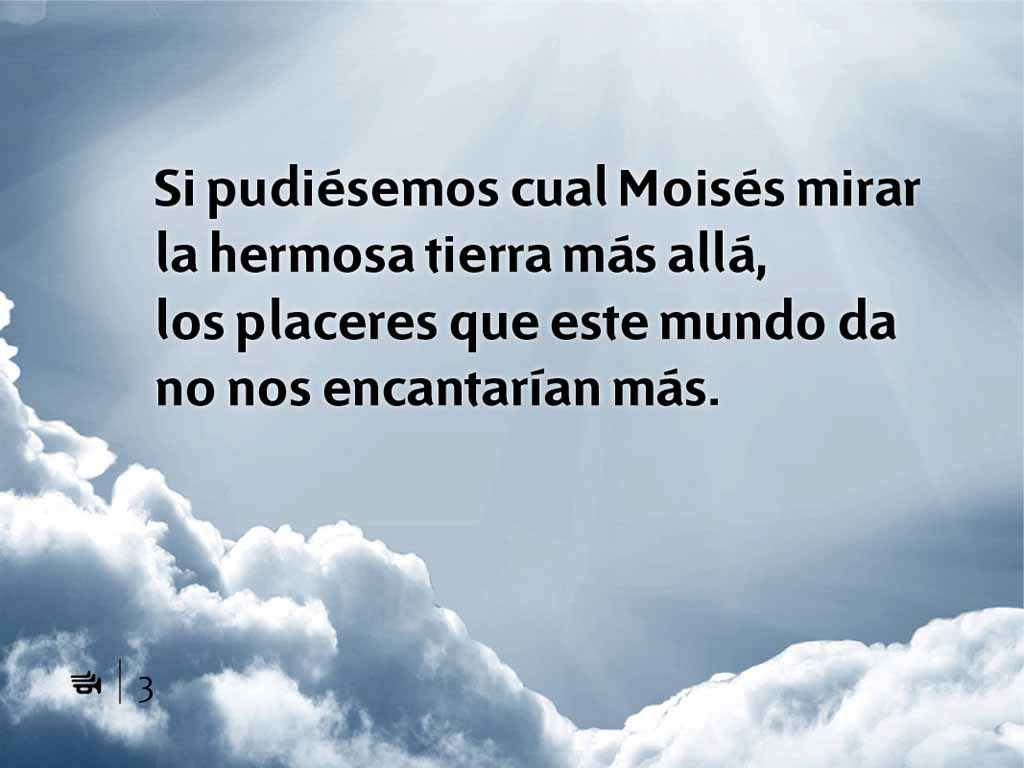 Si pudiésemos cual Moisés mirar
la hermosa tierra más allá,
los placeres que este mundo da
no nos encantarían más.
3